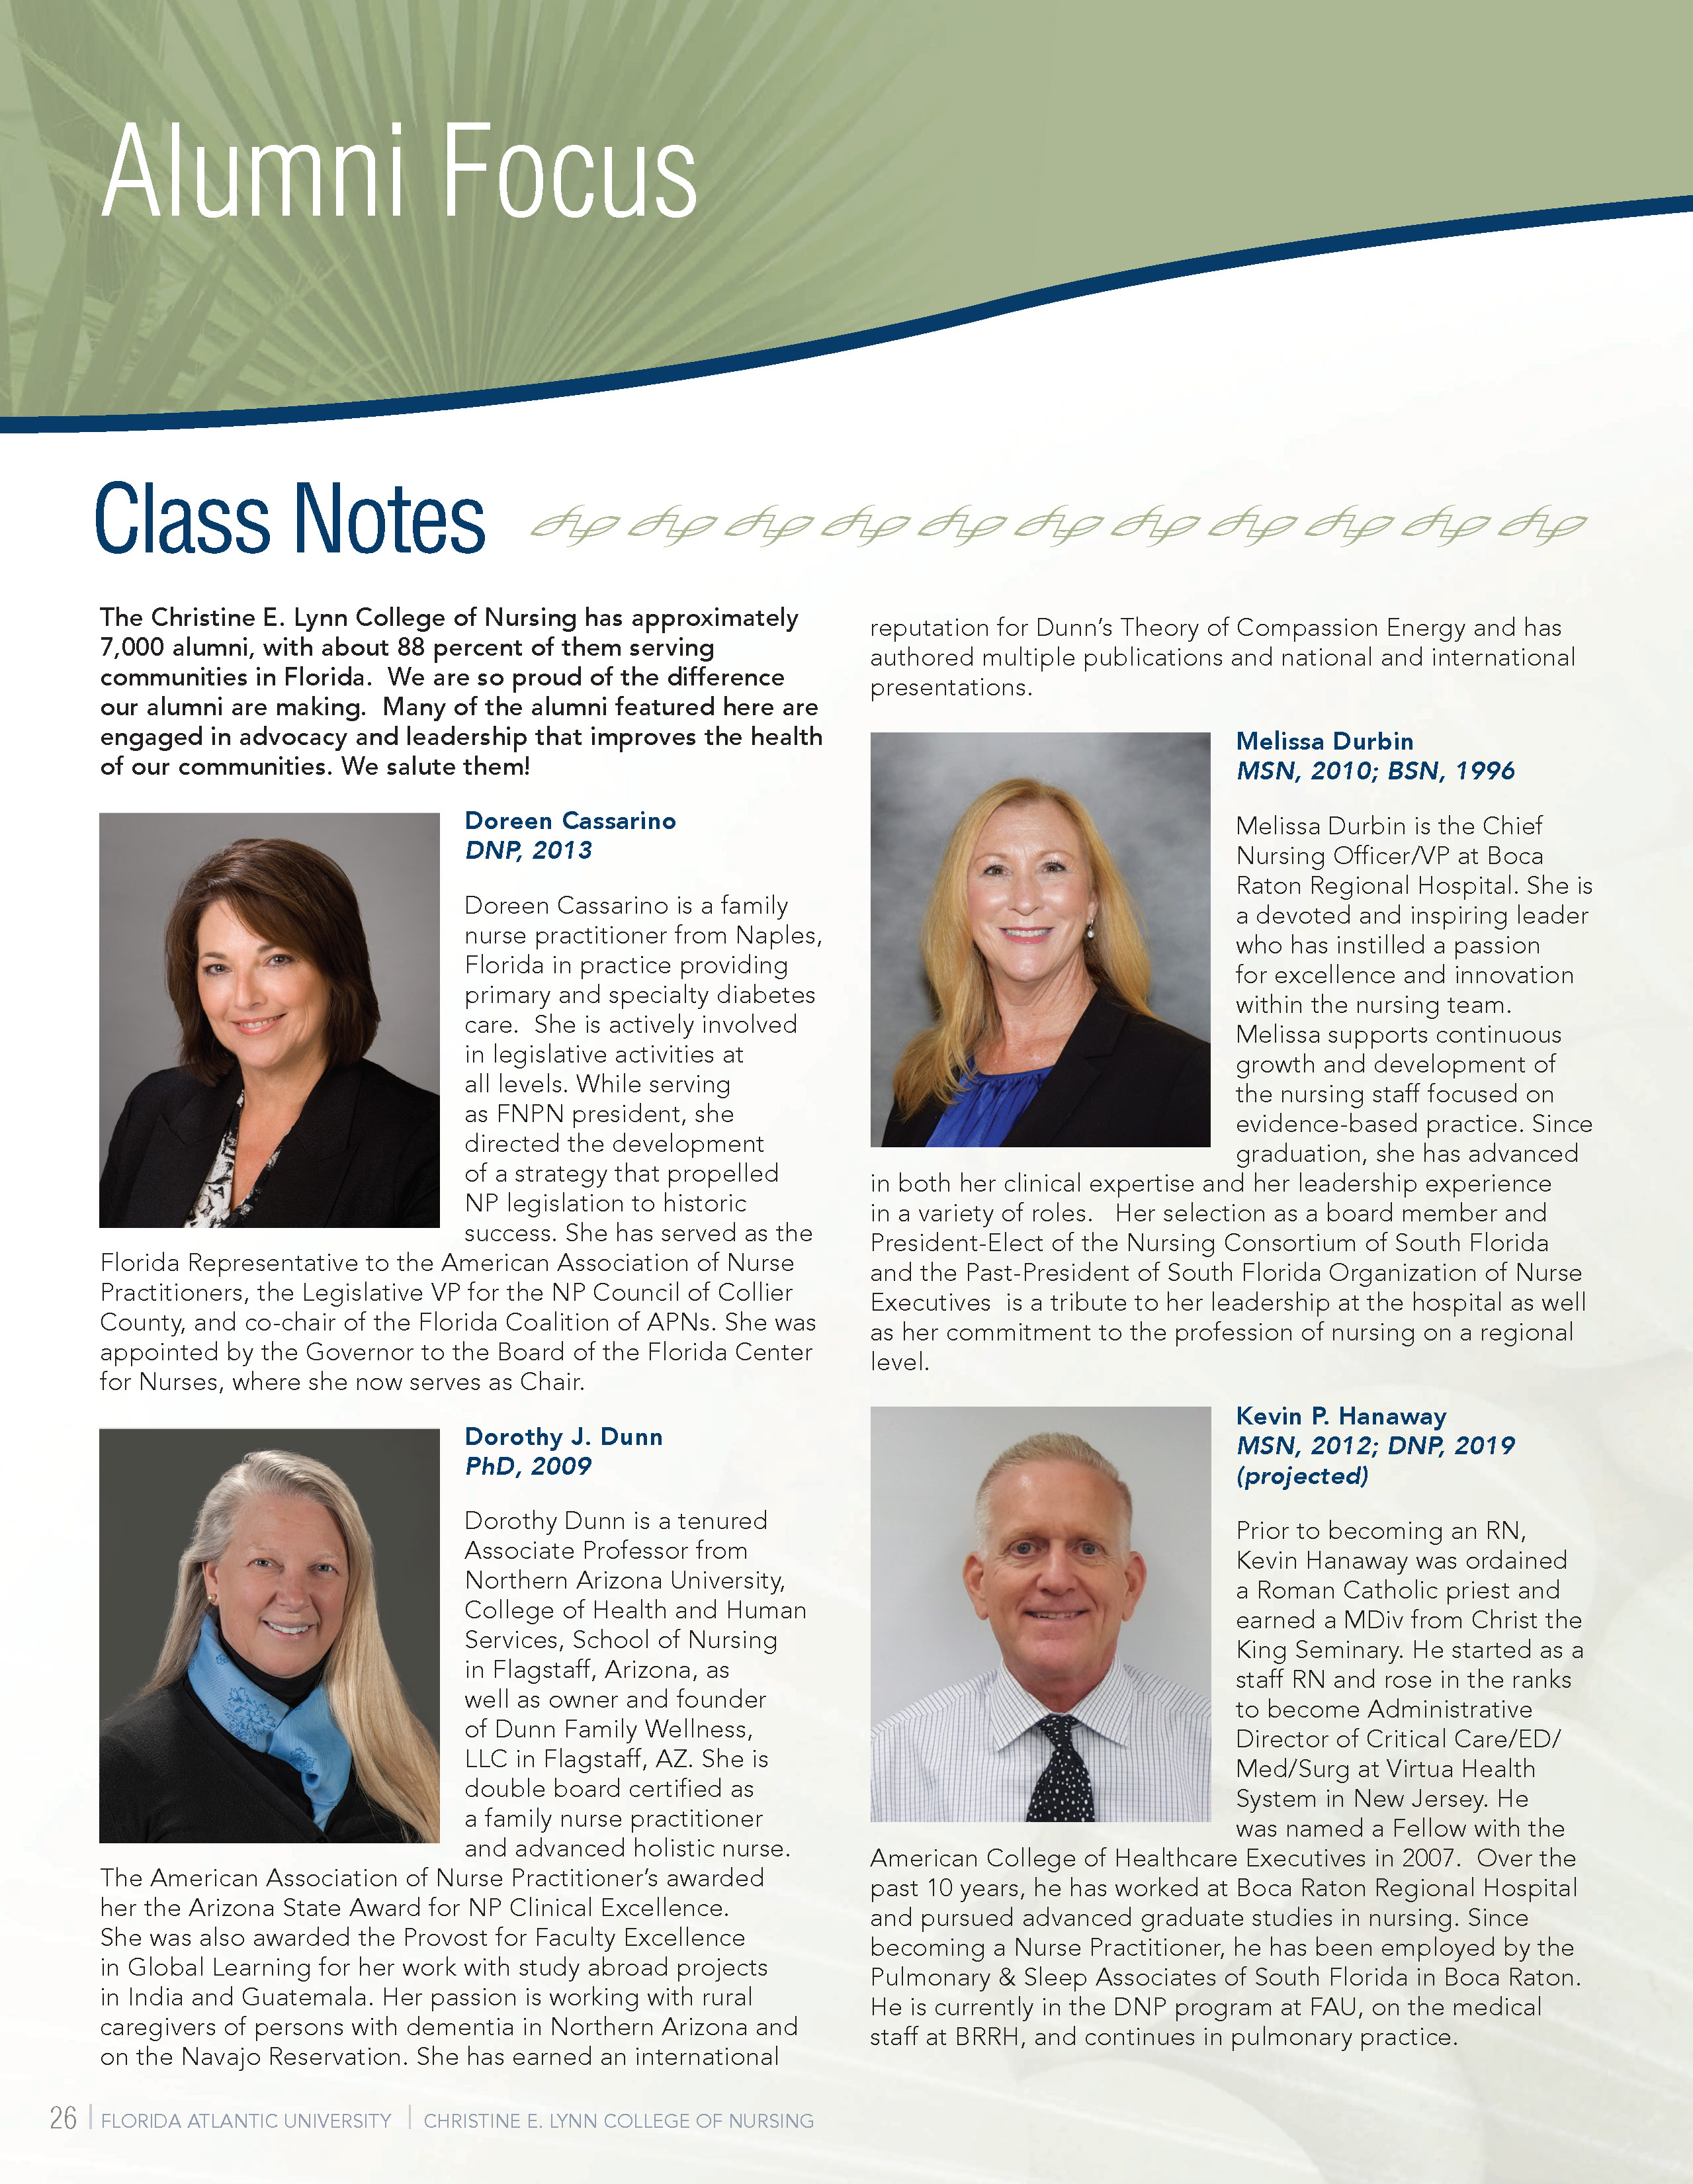 Alumni Focus
Class Notes
The Christine E. Lynn College of Nursing has approximately
7,000 alumni, with about 88 percent of them serving
communities in Florida.  We are so proud of the difference
our alumni are making.  Many of the alumni featured here are
engaged in advocacy and leadership that improves the health
of our communities. We salute them!
Doreen Cassarino
DNP, 2013
Doreen Cassarino is a family
nurse practitioner from Naples,
Florida in practice providing
primary and specialty diabetes
care.  She is actively involved
in legislative activities at
all levels. While serving
as FNPN president, she
directed the development
of a strategy that propelled
NP legislation to historic
success. She has served as the
Florida Representative to the American Association of Nurse
Practitioners, the Legislative VP for the NP Council of Collier
County, and co-chair of the Florida Coalition of APNs. She was
appointed by the Governor to the Board of the Florida Center
for Nurses, where she now serves as Chair.
Dorothy J. Dunn
PhD, 2009
Dorothy Dunn is a tenured
Associate Professor from
Northern Arizona University,
College of Health and Human
Services, School of Nursing
in Flagstaff, Arizona, as
well as owner and founder
of Dunn Family Wellness,
LLC in Flagstaff, AZ. She is
double board certified as
a family nurse practitioner
and advanced holistic nurse.
The American Association of Nurse Practitioner's awarded
her the Arizona State Award for NP Clinical Excellence.
She was also awarded the Provost for Faculty Excellence
in Global Learning for her work with study abroad projects
in India and Guatemala. Her passion is working with rural
caregivers of persons with dementia in Northern Arizona and
on the Navajo Reservation. She has earned an international
reputation for Dunn's Theory of Compassion Energy and has
authored multiple publications and national and international
presentations.
Melissa Durbin
MSN, 2010; BSN, 1996
Melissa Durbin is the Chief
Nursing Officer/VP at Boca
Raton Regional Hospital. She is
a devoted and inspiring leader
who has instilled a passion
for excellence and innovation
within the nursing team.
Melissa supports continuous
growth and development of
the nursing staff focused on
evidence-based practice. Since
graduation, she has advanced
in both her clinical expertise and her leadership experience
in a variety of roles.   Her selection as a board member and
President-Elect of the Nursing Consortium of South Florida
and the Past-President of South Florida Organization of Nurse
Executives  is a tribute to her leadership at the hospital as well
as her commitment to the profession of nursing on a regional
level.
Kevin P. Hanaway
MSN, 2012; DNP, 2019
(projected)
Prior to becoming an RN,
Kevin Hanaway was ordained
a Roman Catholic priest and
earned a MDiv from Christ the
King Seminary. He started as a
staff RN and rose in the ranks
to become Administrative
Director of Critical Care/ED/
Med/Surg at Virtua Health
System in New Jersey. He
was named a Fellow with the
American College of Healthcare Executives in 2007.  Over the
past 10 years, he has worked at Boca Raton Regional Hospital
and pursued advanced graduate studies in nursing. Since
becoming a Nurse Practitioner, he has been employed by the
Pulmonary & Sleep Associates of South Florida in Boca Raton.
He is currently in the DNP program at FAU, on the medical
staff at BRRH, and continues in pulmonary practice.
26 | FLORIDA ATLANTIC UNIVERSITY | CHRISTINE E. LYNN COLLEGE OF NURSING